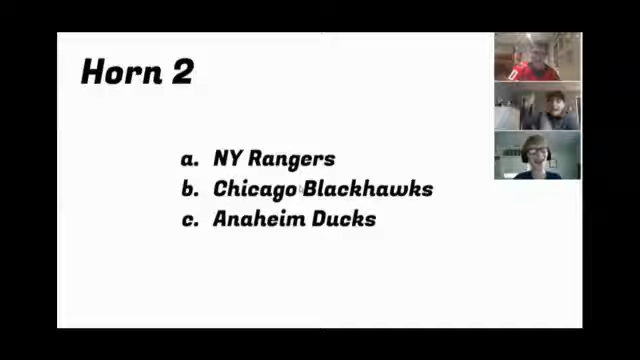 Horn 2
a. NY Rangers
b. Chicago Blackhawks
c. Anaheim Ducks